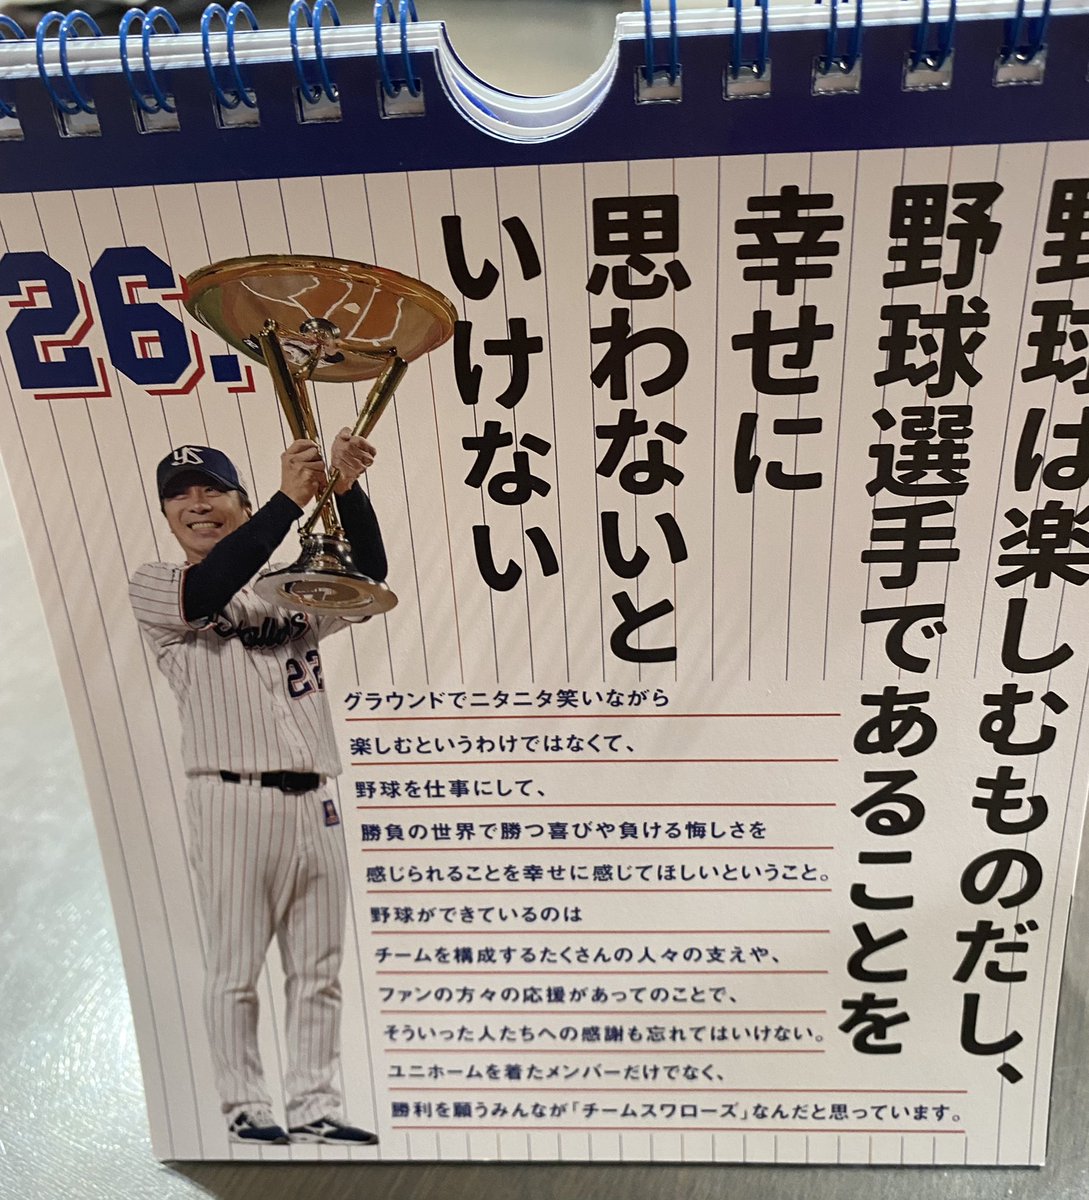 野球は楽しむものだし、
野球選手であることを
幸せに
思わないと
いけない
26.
YS
Swallows
22
グラウンドでニタニタ笑いながら
楽しむというわけではなくて、
野球を仕事にして、
勝負の世界で勝つ喜びや負ける悔しさを
感じられることを幸せに感じてほしいということ。
野球ができているのは
チームを構成するたくさんの人々の支えや、
ファンの方々の応援があってのことで、
そういった人たちへの感謝も忘れてはいけない。
ユニホームを着たメンバーだけでなく、
勝利を願うみんなが「チームスワローズ」なんだと思っています。